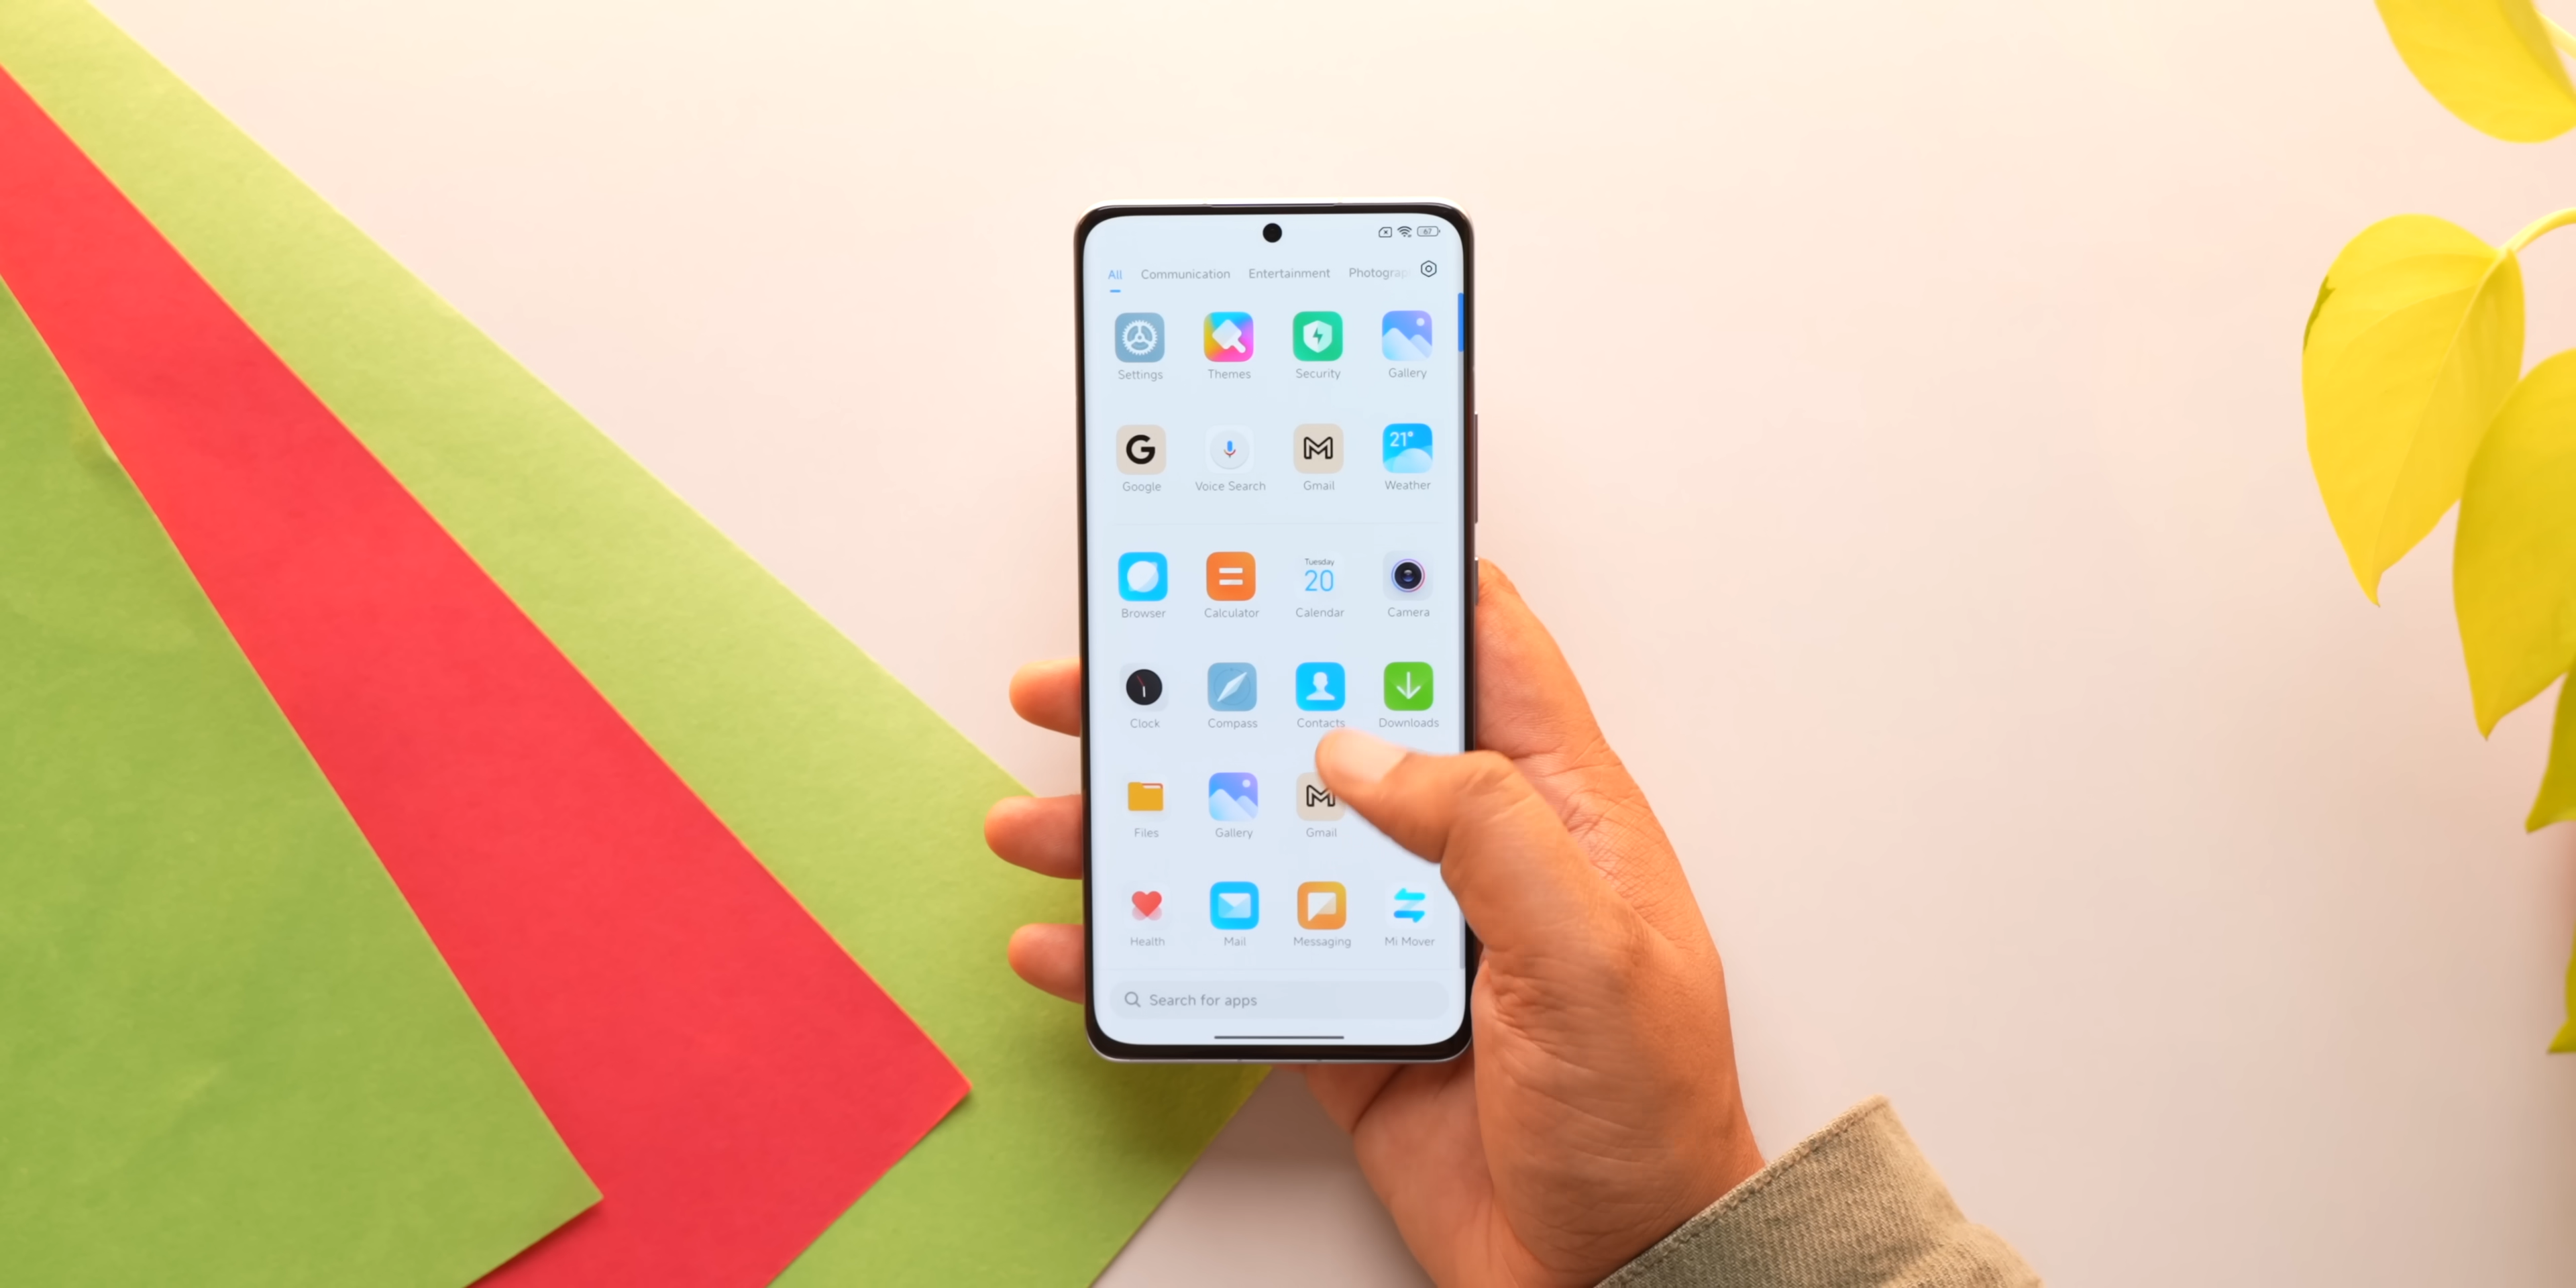 67
All Communication Entertainment Photograp
Settings Themes Security Gallery
21°
Google Voice Search Gmail Weather
Tuesday
20
Browser Calculator Calendar Camera
Clock Compass Contacts Downloads
Files Gallery Gmail
Health Mail Messaging Mi Mover
Search for apps